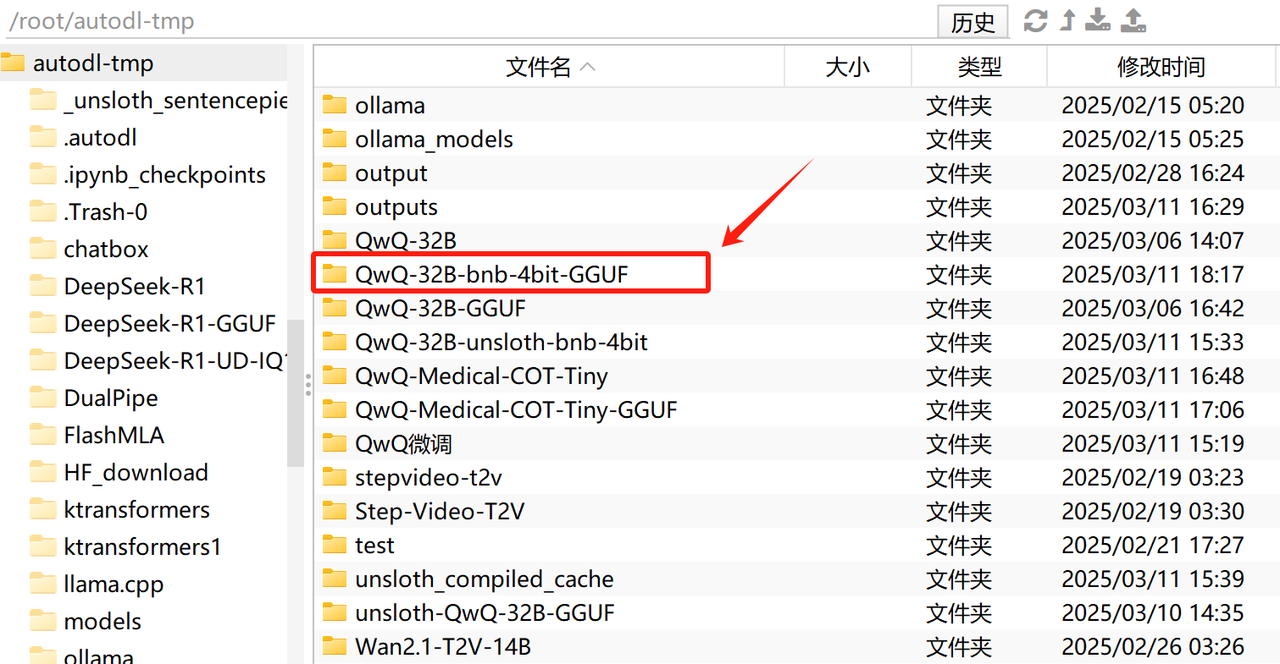 /root/autodl-tmp
历史
autodl-tmp
_unsloth_sentencepie
.autodl
.ipynb_checkpoints
.Trash-0
chatbox
DeepSeek-R1
DeepSeek-R1-GGUF
DeepSeek-R1-UD-IQ1
DualPipe
FlashMLA
HF_download
ktransformers
ktransformers1
llama.cpp
models
ollama
文件名 大小 类型 修改时间
ollama 文件夹 2025/02/15 05:20
ollama_models 文件夹 2025/02/15 05:25
output 文件夹 2025/02/28 16:24
outputs 文件夹 2025/03/11 16:29
QwQ-32B 文件夹 2025/03/06 14:07
QwQ-32B-bnb-4bit-GGUF 文件夹 2025/03/11 18:17
QwQ-32B-GGUF 文件夹 2025/03/06 16:42
QwQ-32B-unsloth-bnb-4bit 文件夹 2025/03/11 15:33
QwQ-Medical-COT-Tiny 文件夹 2025/03/11 16:48
QwQ-Medical-COT-Tiny-GGUF 文件夹 2025/03/11 17:06
QwQ微调 文件夹 2025/03/11 15:19
stepvideo-t2v 文件夹 2025/02/19 03:23
Step-Video-T2V 文件夹 2025/02/19 03:30
test 文件夹 2025/02/21 17:27
unsloth_compiled_cache 文件夹 2025/03/11 15:39
unsloth-QwQ-32B-GGUF 文件夹 2025/03/10 14:35
Wan2.1-T2V-14B 文件夹 2025/02/26 03:26